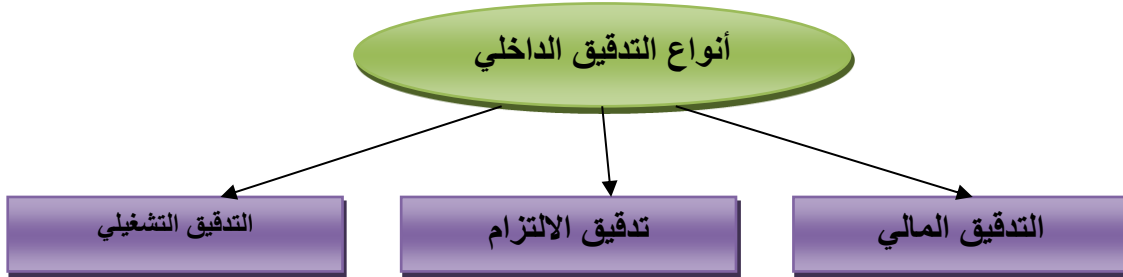 أنواع التدقيق الداخلي
التدقيق المالي
تدقيق الالتزام
التدقيق التشغيلي